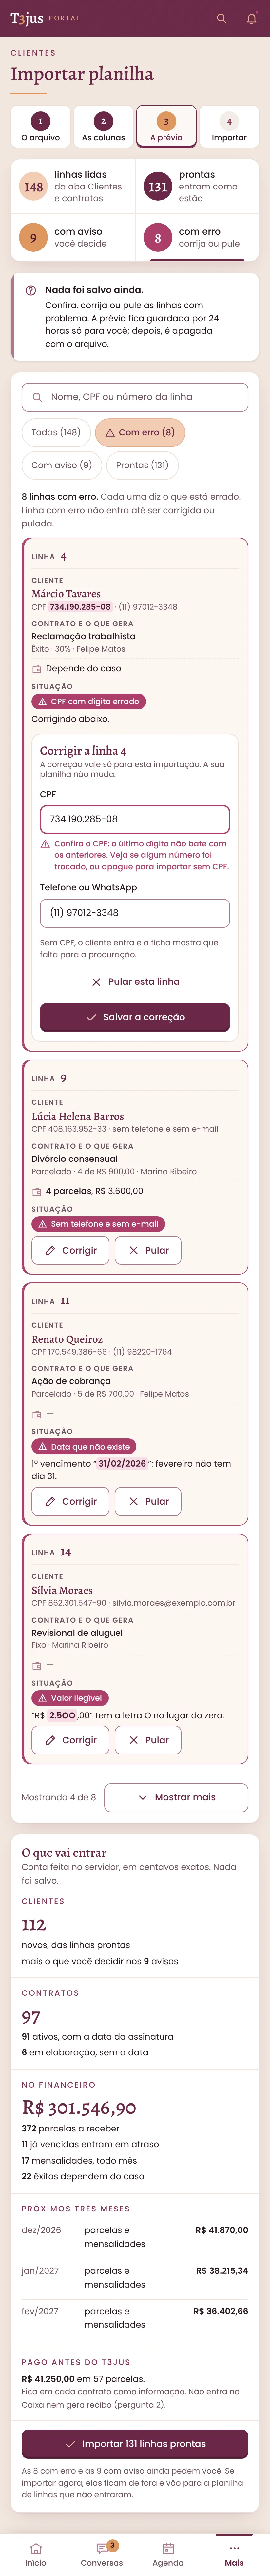 T3jus PORTAL
CLIENTES
Importar planilha
1
O arquivo
2
As colunas
3
A prévia
4
Importar
148
linhas lidas
da aba Clientes
e contratos
131
prontas
entram como
estão
9
com aviso
você decide
8
com erro
corrija ou pule
Nada foi salvo ainda.
Confira, corrija ou pule as linhas com
problema. A prévia fica guardada por 24
horas só para você; depois, é apagada
com o arquivo.
Nome, CPF ou número da linha
Todas (148)
Com erro (8)
Com aviso (9)
Prontas (131)
8 linhas com erro. Cada uma diz o que está errado.
Linha com erro não entra até ser corrigida ou
pulada.
LINHA 4
CLIENTE
Márcio Tavares
CPF 734.190.285-08 · (11) 97012-3348
CONTRATO E O QUE GERA
Reclamação trabalhista
Êxito · 30% · Felipe Matos
Depende do caso
SITUAÇÃO
CPF com dígito errado
Corrigindo abaixo.
Corrigir a linha 4
A correção vale só para esta importação. A sua
planilha não muda.
CPF
734.190.285-08
Confira o CPF: o último dígito não bate com
os anteriores. Veja se algum número foi
trocado, ou apague para importar sem CPF.
Telefone ou WhatsApp
(11) 97012-3348
Sem CPF, o cliente entra e a ficha mostra que
falta para a procuração.
Pular esta linha
Salvar a correção
LINHA 9
CLIENTE
Lúcia Helena Barros
CPF 408.163.952-33 · sem telefone e sem e-mail
CONTRATO E O QUE GERA
Divórcio consensual
Parcelado · 4 de R$ 900,00 · Marina Ribeiro
4 parcelas, R$ 3.600,00
SITUAÇÃO
Sem telefone e sem e-mail
Corrigir
Pular
LINHA 11
CLIENTE
Renato Queiroz
CPF 170.549.386-66 · (11) 98220-1764
CONTRATO E O QUE GERA
Ação de cobrança
Parcelado · 5 de R$ 700,00 · Felipe Matos
—
SITUAÇÃO
Data que não existe
1º vencimento “31/02/2026”: fevereiro não tem
dia 31.
Corrigir
Pular
LINHA 14
CLIENTE
Sílvia Moraes
CPF 862.301.547-90 · silvia.moraes@exemplo.com.br
CONTRATO E O QUE GERA
Revisional de aluguel
Fixo · Marina Ribeiro
—
SITUAÇÃO
Valor ilegível
“R$ 2.5OO,00” tem a letra O no lugar do zero.
Corrigir
Pular
Mostrando 4 de 8
Mostrar mais
O que vai entrar
Conta feita no servidor, em centavos exatos. Nada
foi salvo.
CLIENTES
112
novos, das linhas prontas
mais o que você decidir nos 9 avisos
CONTRATOS
97
91 ativos, com a data da assinatura
6 em elaboração, sem a data
NO FINANCEIRO
R$ 301.546,90
372 parcelas a receber
11 já vencidas entram em atraso
17 mensalidades, todo mês
22 êxitos dependem do caso
PRÓXIMOS TRÊS MESES
dez/2026 parcelas e mensalidades R$ 41.870,00
jan/2027 parcelas e mensalidades R$ 38.215,34
fev/2027 parcelas e mensalidades R$ 36.402,66
PAGO ANTES DO T3JUS
R$ 41.250,00 em 57 parcelas.
Fica em cada contrato como informação. Não entra no
Caixa nem gera recibo (pergunta 2).
Importar 131 linhas prontas
As 8 com erro e as 9 com aviso ainda pedem você. Se
importar agora, elas ficam de fora e vão para a planilha
de linhas que não entraram.
Início
3
Conversas
Agenda
Mais